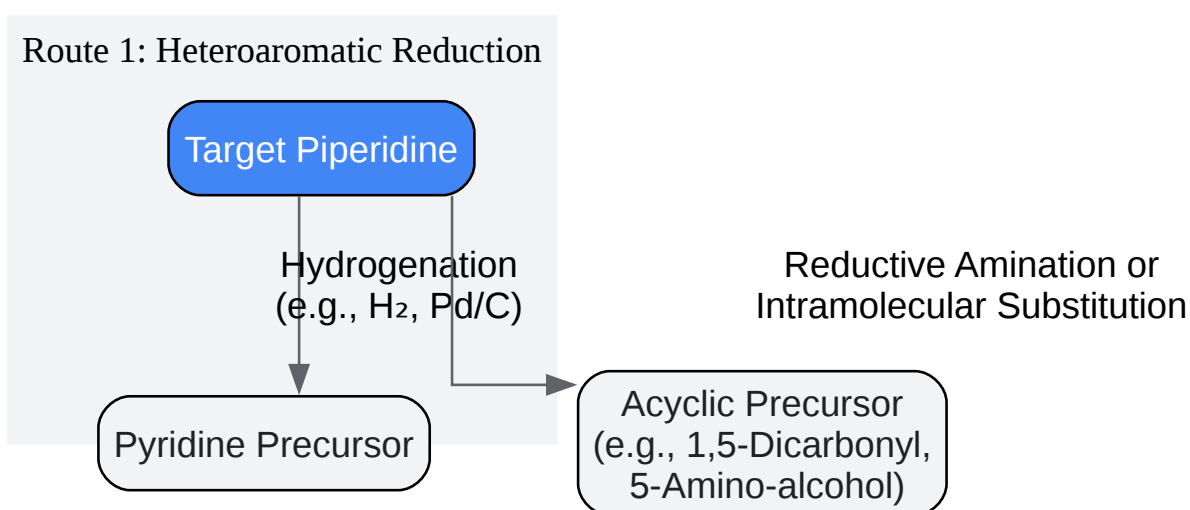 Route 1: Heteroaromatic Reduction
Target Piperidine
Hydrogenation
(e.g., H₂, Pd/C)
Reductive Amination or
Intramolecular Substitution
Pyridine Precursor
Acyclic Precursor
(e.g., 1,5-Dicarbonyl,
5-Amino-alcohol)